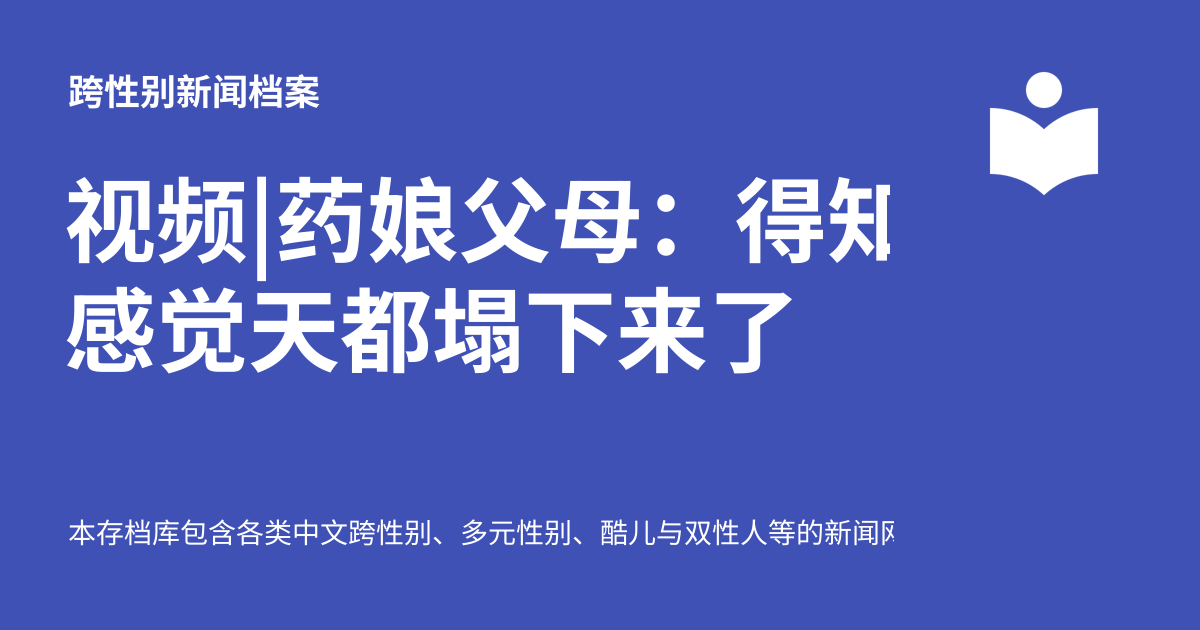 跨性别新闻档案
视频|药娘父母：得知
感觉天都塌下来了
本存档库包含各类中文跨性别、多元性别、酷儿与双性人等的新闻网